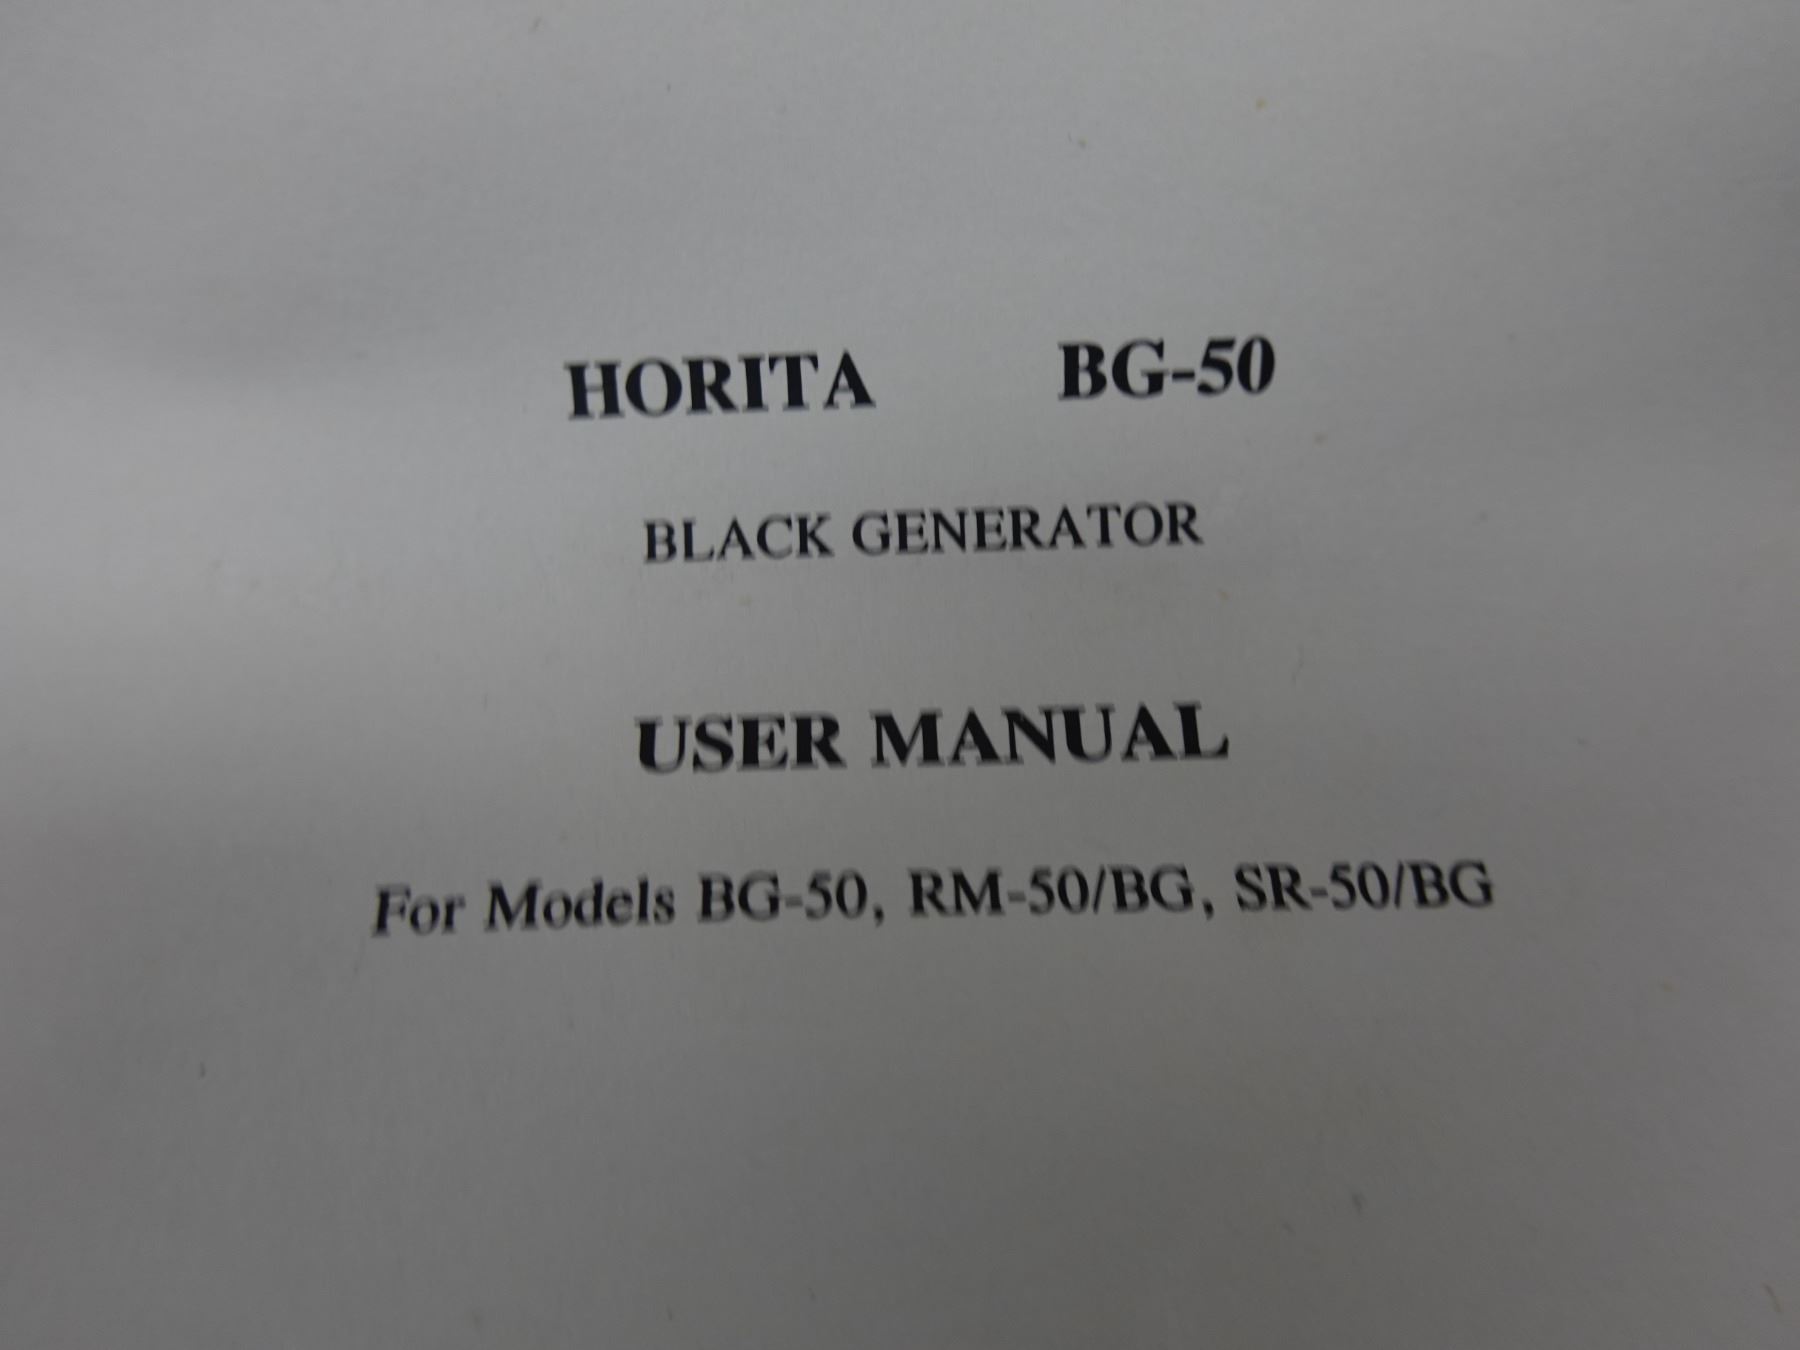 HORITA BG-50
BLACK GENERATOR
USER MANUAL
For Models BG-50, RM-50/BG, SR-50/BG